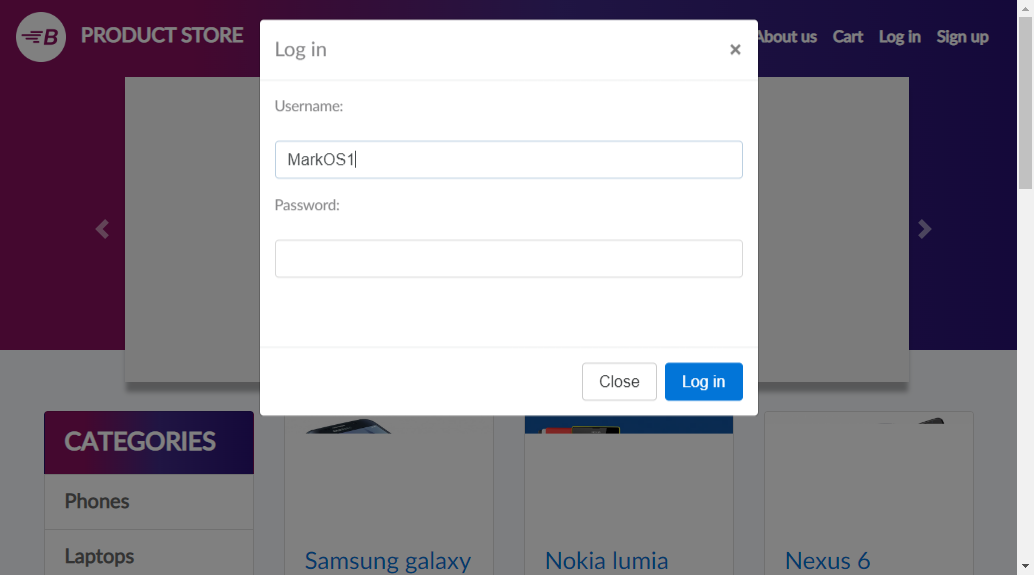 B PRODUCT STORE
About us Cart Log in Sign up
Log in
×
Username:
MarkOS1
Password:
Close Log in
CATEGORIES
Phones
Laptops
Samsung galaxy
Nokia lumia
Nexus 6